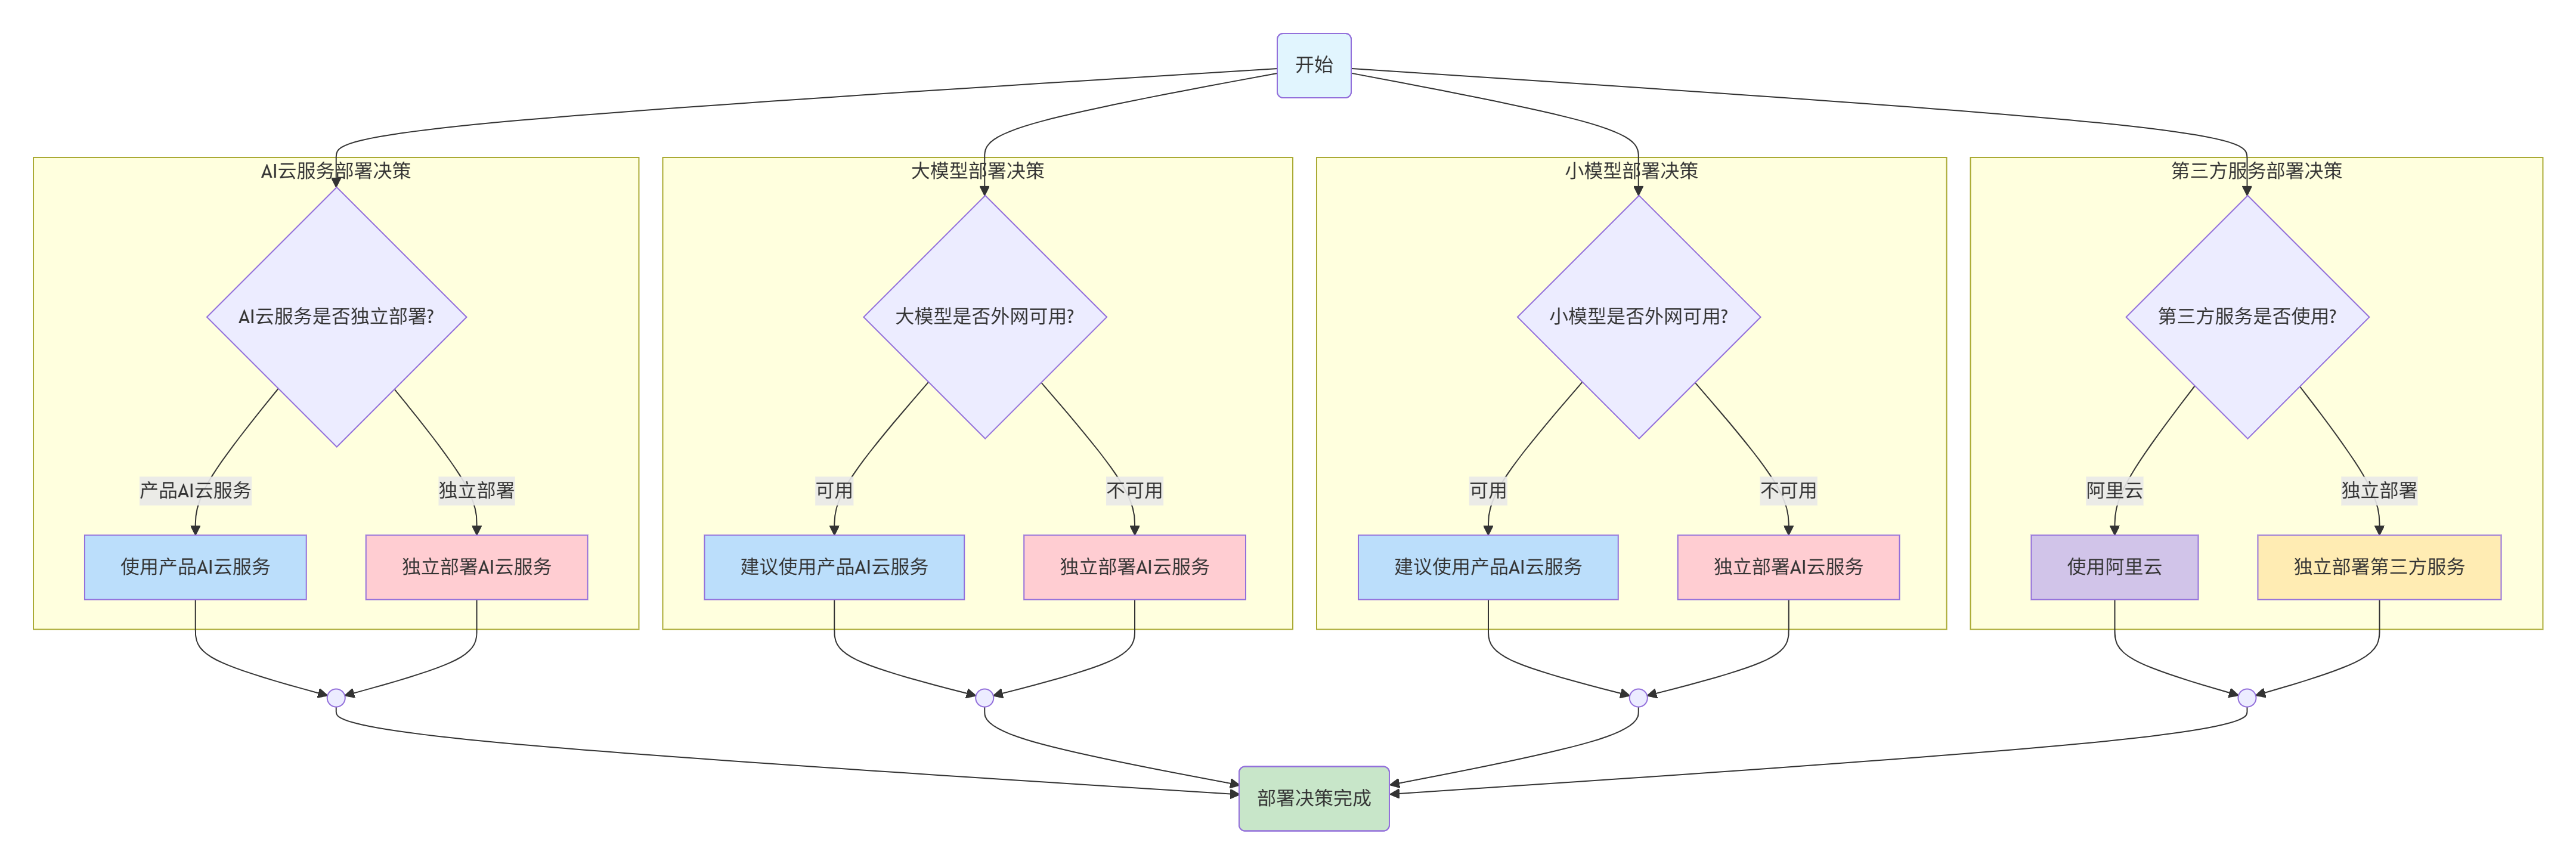 开始
AI云服务部署决策
大模型部署决策
小模型部署决策
第三方服务部署决策
AI云服务是否独立部署?
大模型是否外网可用?
小模型是否外网可用?
第三方服务是否使用?
产品AI云服务
独立部署
可用
不可用
可用
不可用
阿里云
独立部署
使用产品AI云服务
独立部署AI云服务
建议使用产品AI云服务
独立部署AI云服务
建议使用产品AI云服务
独立部署AI云服务
使用阿里云
独立部署第三方服务
部署决策完成